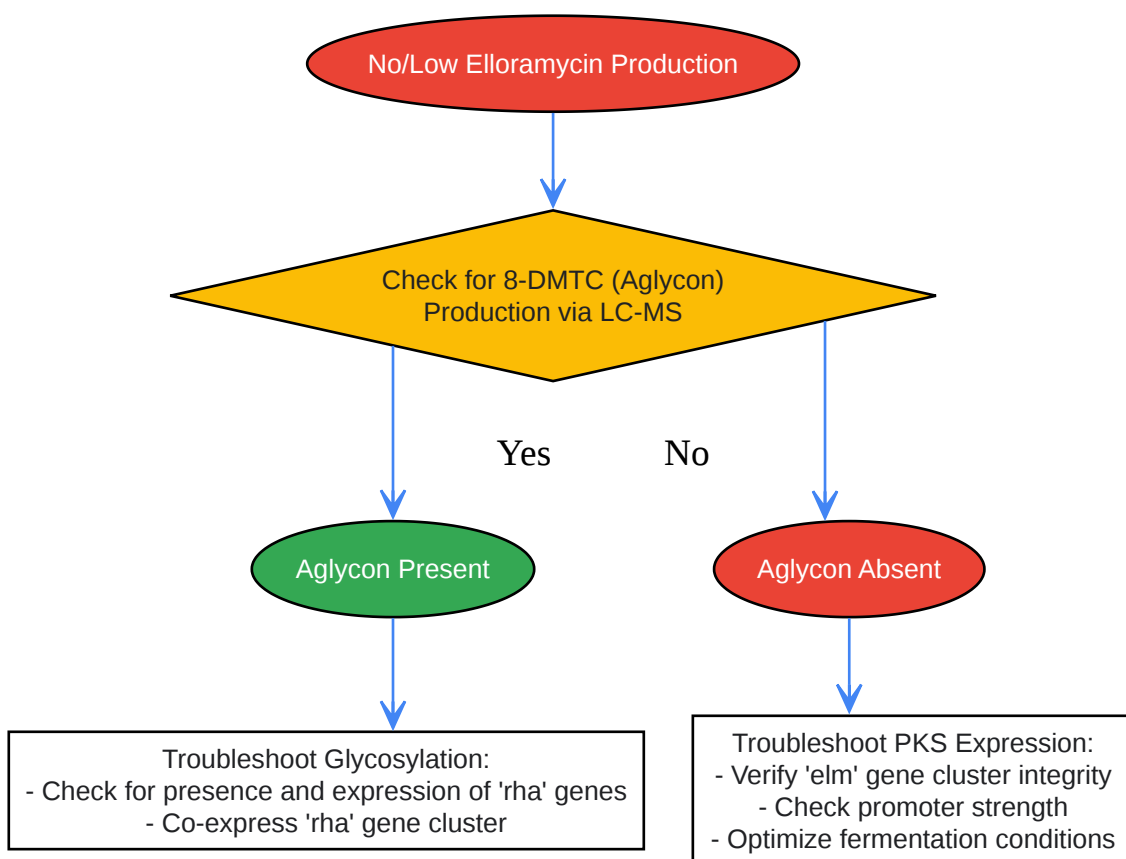 No/Low Elloramycin Production
Check for 8-DMTC (Aglycon)
Production via LC-MS
Yes
No
Aglycon Present
Aglycon Absent
Troubleshoot Glycosylation:
- Check for presence and expression of 'rha' genes
- Co-express 'rha' gene cluster
Troubleshoot PKS Expression:
- Verify 'elm' gene cluster integrity
- Check promoter strength
- Optimize fermentation conditions